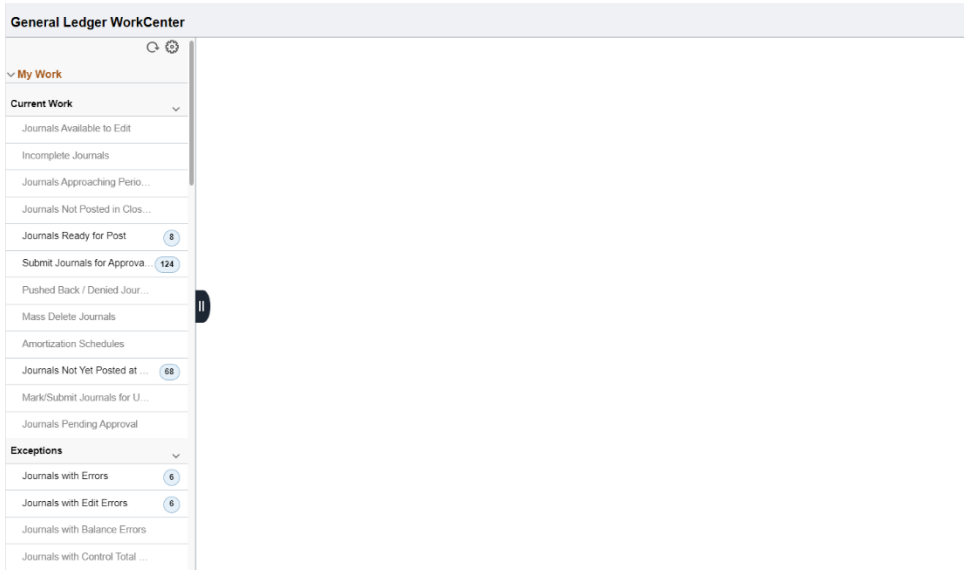 General Ledger WorkCenter
My Work
Current Work
Journals Available to Edit
Incomplete Journals
Journals Approaching Perio...
Journals Not Posted in Clos...
Journals Ready for Post 8
Submit Journals for Approva... 124
Pushed Back / Denied Jour...
Mass Delete Journals
Amortization Schedules
Journals Not Yet Posted at ... 68
Mark/Submit Journals for U...
Journals Pending Approval
Exceptions
Journals with Errors 6
Journals with Edit Errors 6
Journals with Balance Errors
Journals with Control Total ...